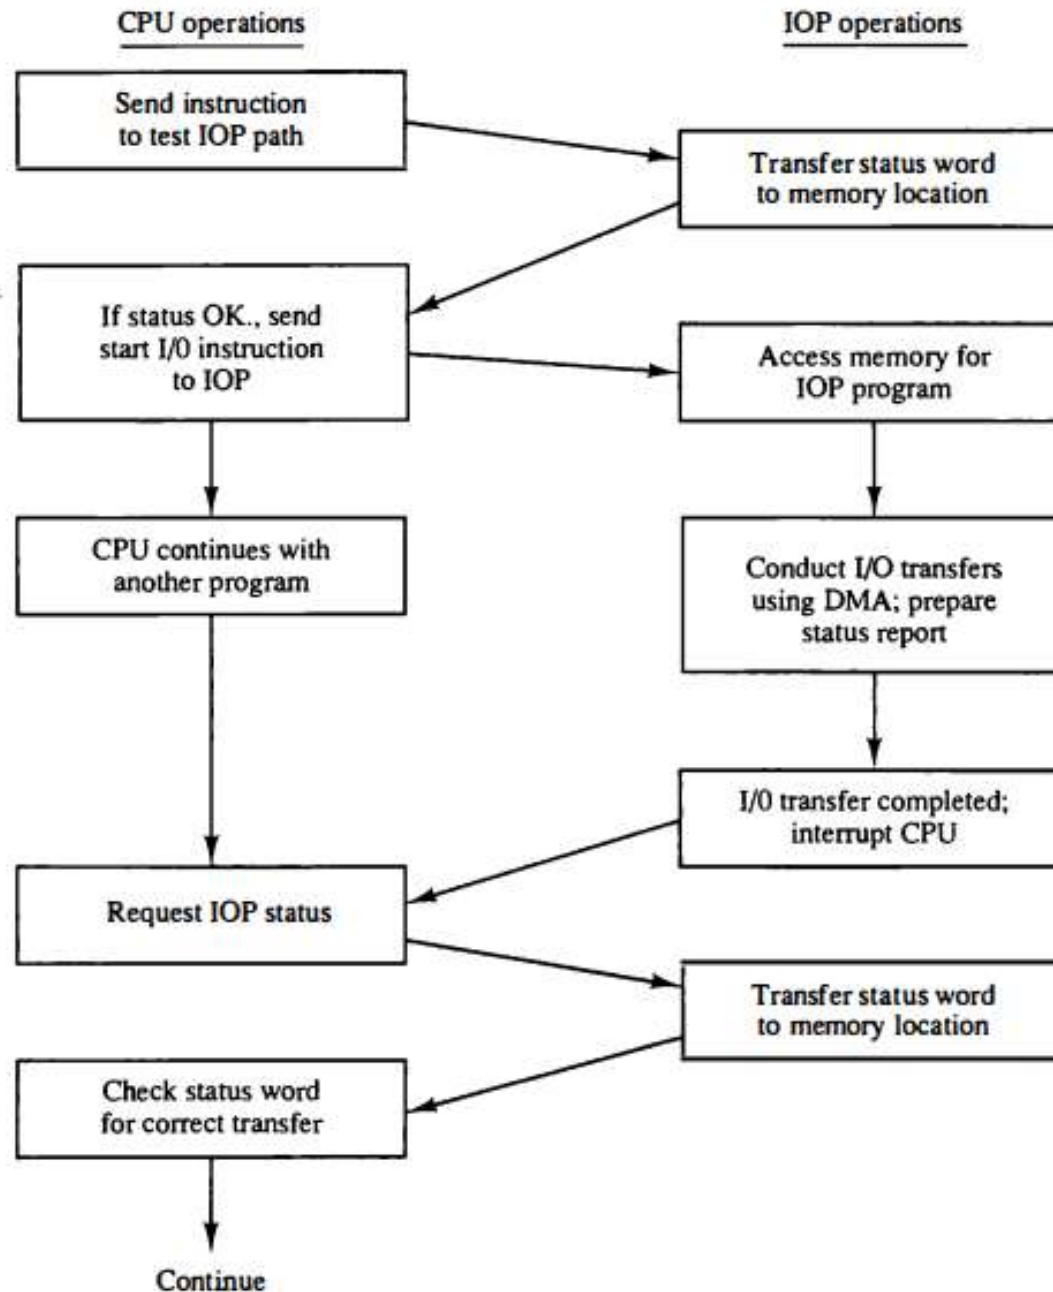 CPU operations
IOP operations
Send instruction
to test IOP path
Transfer status word
to memory location
If status OK., send
start I/0 instruction
to IOP
Access memory for
IOP program
CPU continues with
another program
Conduct I/O transfers
using DMA; prepare
status report
I/0 transfer completed;
interrupt CPU
Request IOP status
Transfer status word
to memory location
Check status word
for correct transfer
Continue